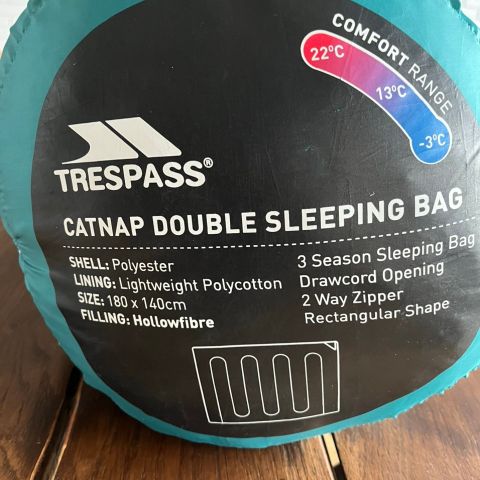 COMFORT RANGE
22°C
13°C
-3°C
TRESPASS®
CATNAP DOUBLE SLEEPING BAG
SHELL: Polyester
LINING: Lightweight Polycotton
SIZE: 180 x 140cm
FILLING: Hollowfibre
3 Season Sleeping Bag
Drawcord Opening
2 Way Zipper
Rectangular Shape